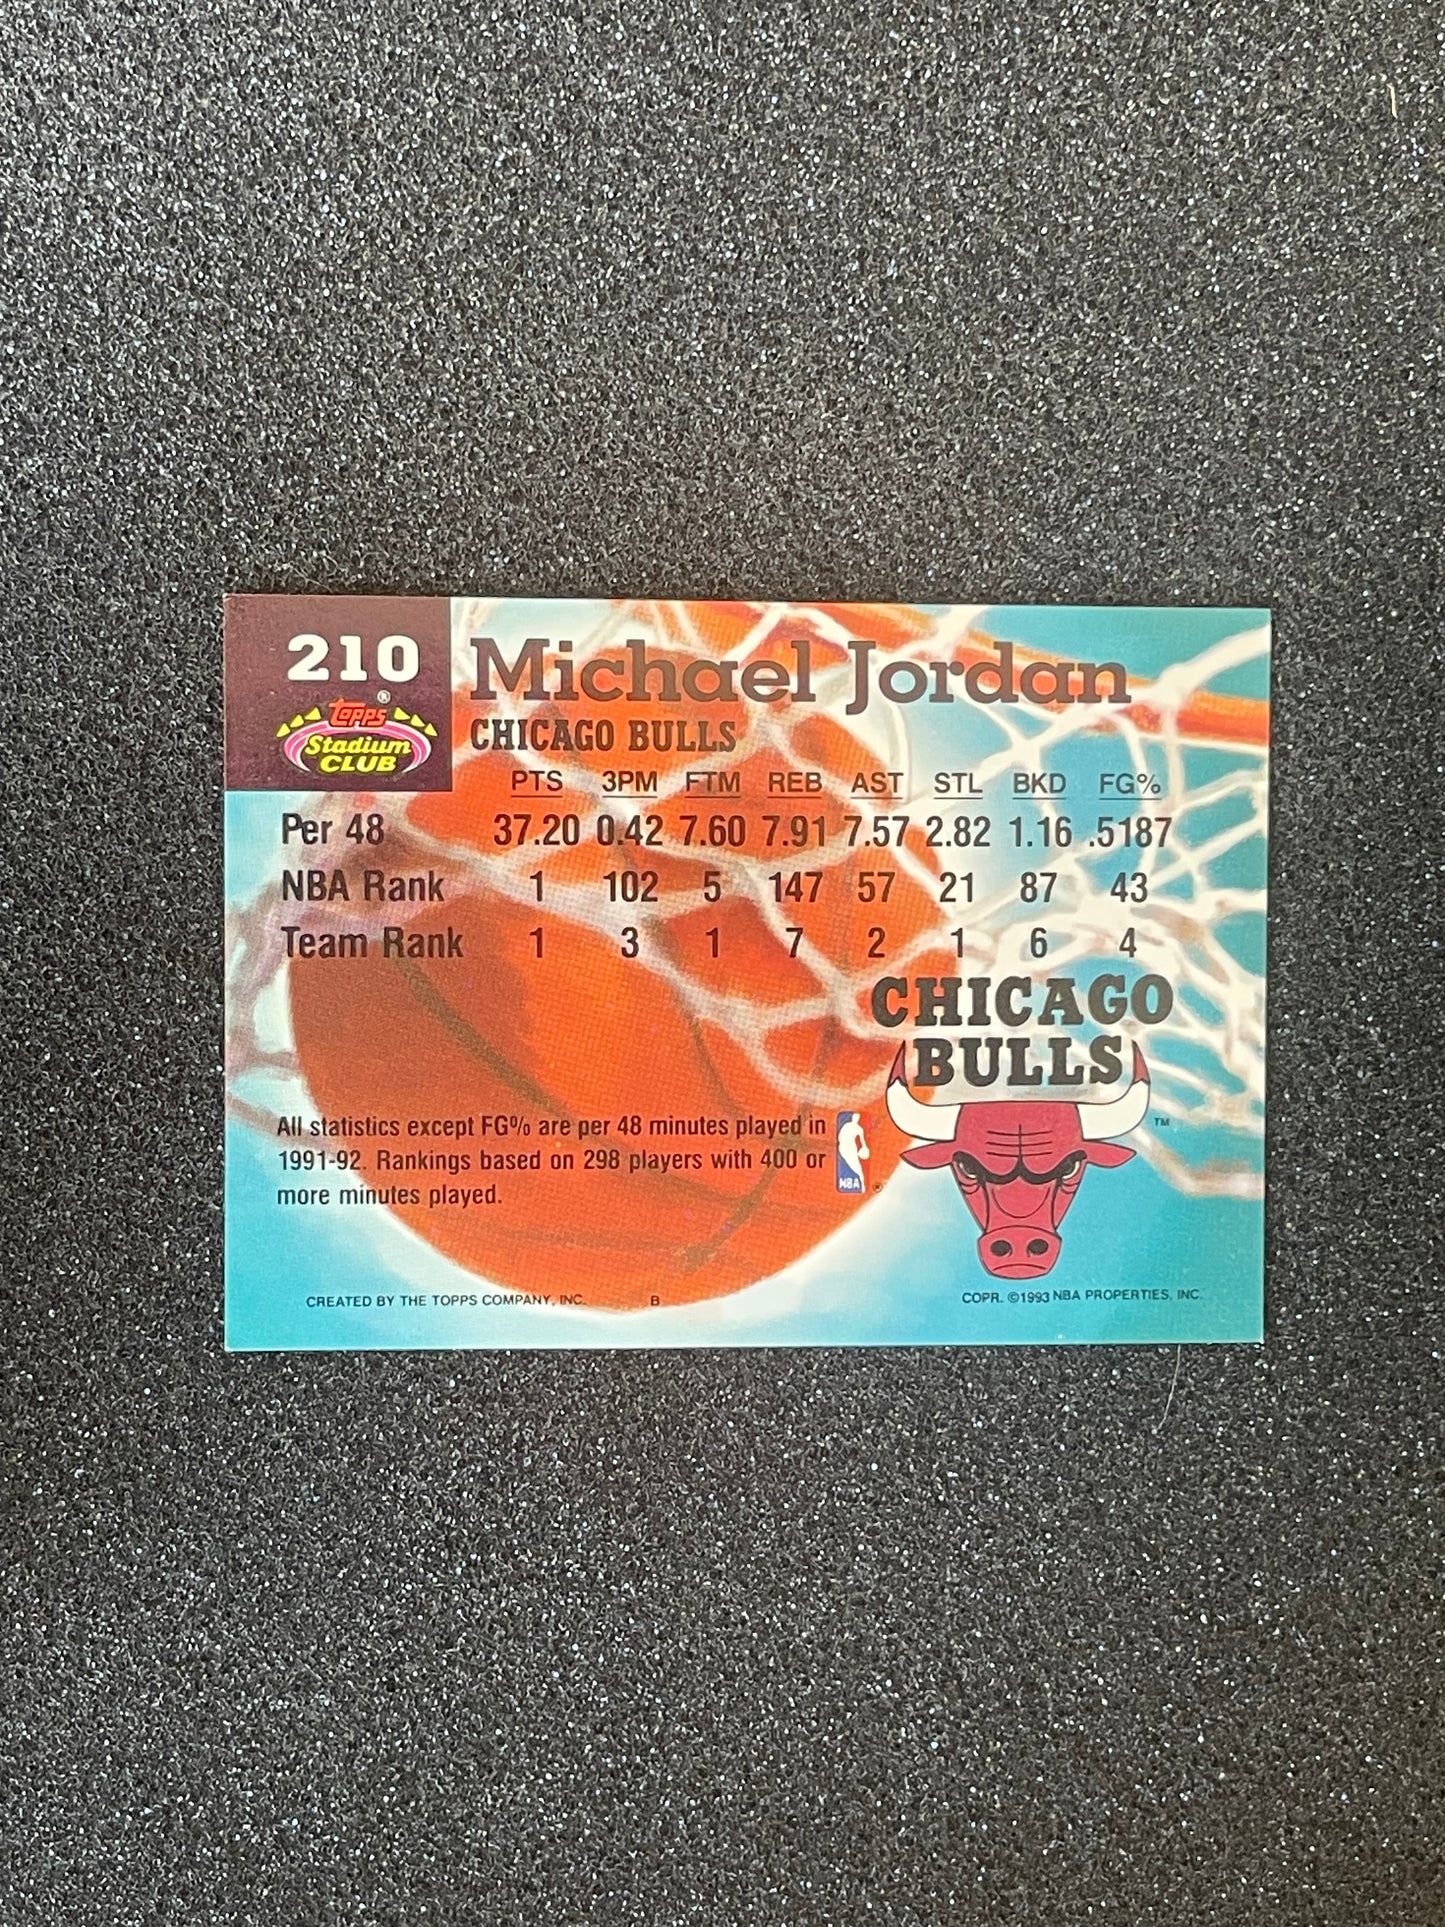 210
Michael Jordan
®
TOPPS
Stadium
CLUB
CHICAGO BULLS
PTS 3PM FTM REB AST STL BKD FG%
Per 48 37.20 0.42 7.60 7.91 7.57 2.82 1.16 .5187
NBA Rank 1 102 5 147 57 21 87 43
Team Rank 1 3 1 7 2 1 6 4
CHICAGO
BULLS
TM
All statistics except FG% are per 48 minutes played in
1991-92. Rankings based on 298 players with 400 or
more minutes played.
NBA ®
CREATED BY THE TOPPS COMPANY, INC. B COPR. ©1993 NBA PROPERTIES, INC.